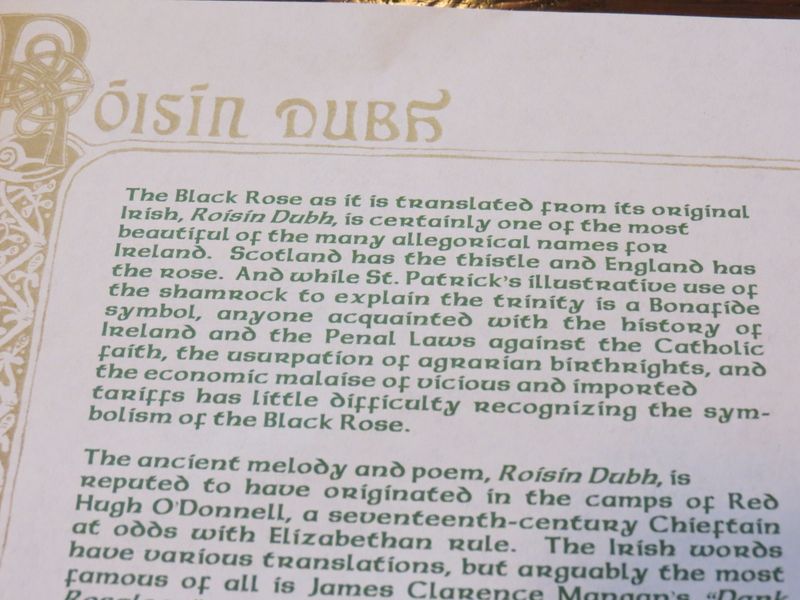 Róisín Dubh
The Black Rose as it is translated from its original
Irish, Roisin Dubh, is certainly one of the most
beautiful of the many allegorical names for
Ireland. Scotland has the thistle and England has
the rose. And while St. Patrick's illustrative use of
the shamrock to explain the trinity is a Bonafide
symbol, anyone acquainted with the history of
Ireland and the Penal Laws against the Catholic
faith, the usurpation of agrarian birthrights, and
the economic malaise of vicious and imported
tariffs has little difficulty recognizing the sym-
bolism of the Black Rose.
The ancient melody and poem, Roisin Dubh, is
reputed to have originated in the camps of Red
Hugh O'Donnell, a seventeenth-century Chieftain
at odds with Elizabethan rule. The Irish words
have various translations, but arguably the most
famous of all is James Clarence Mangan's "Dark